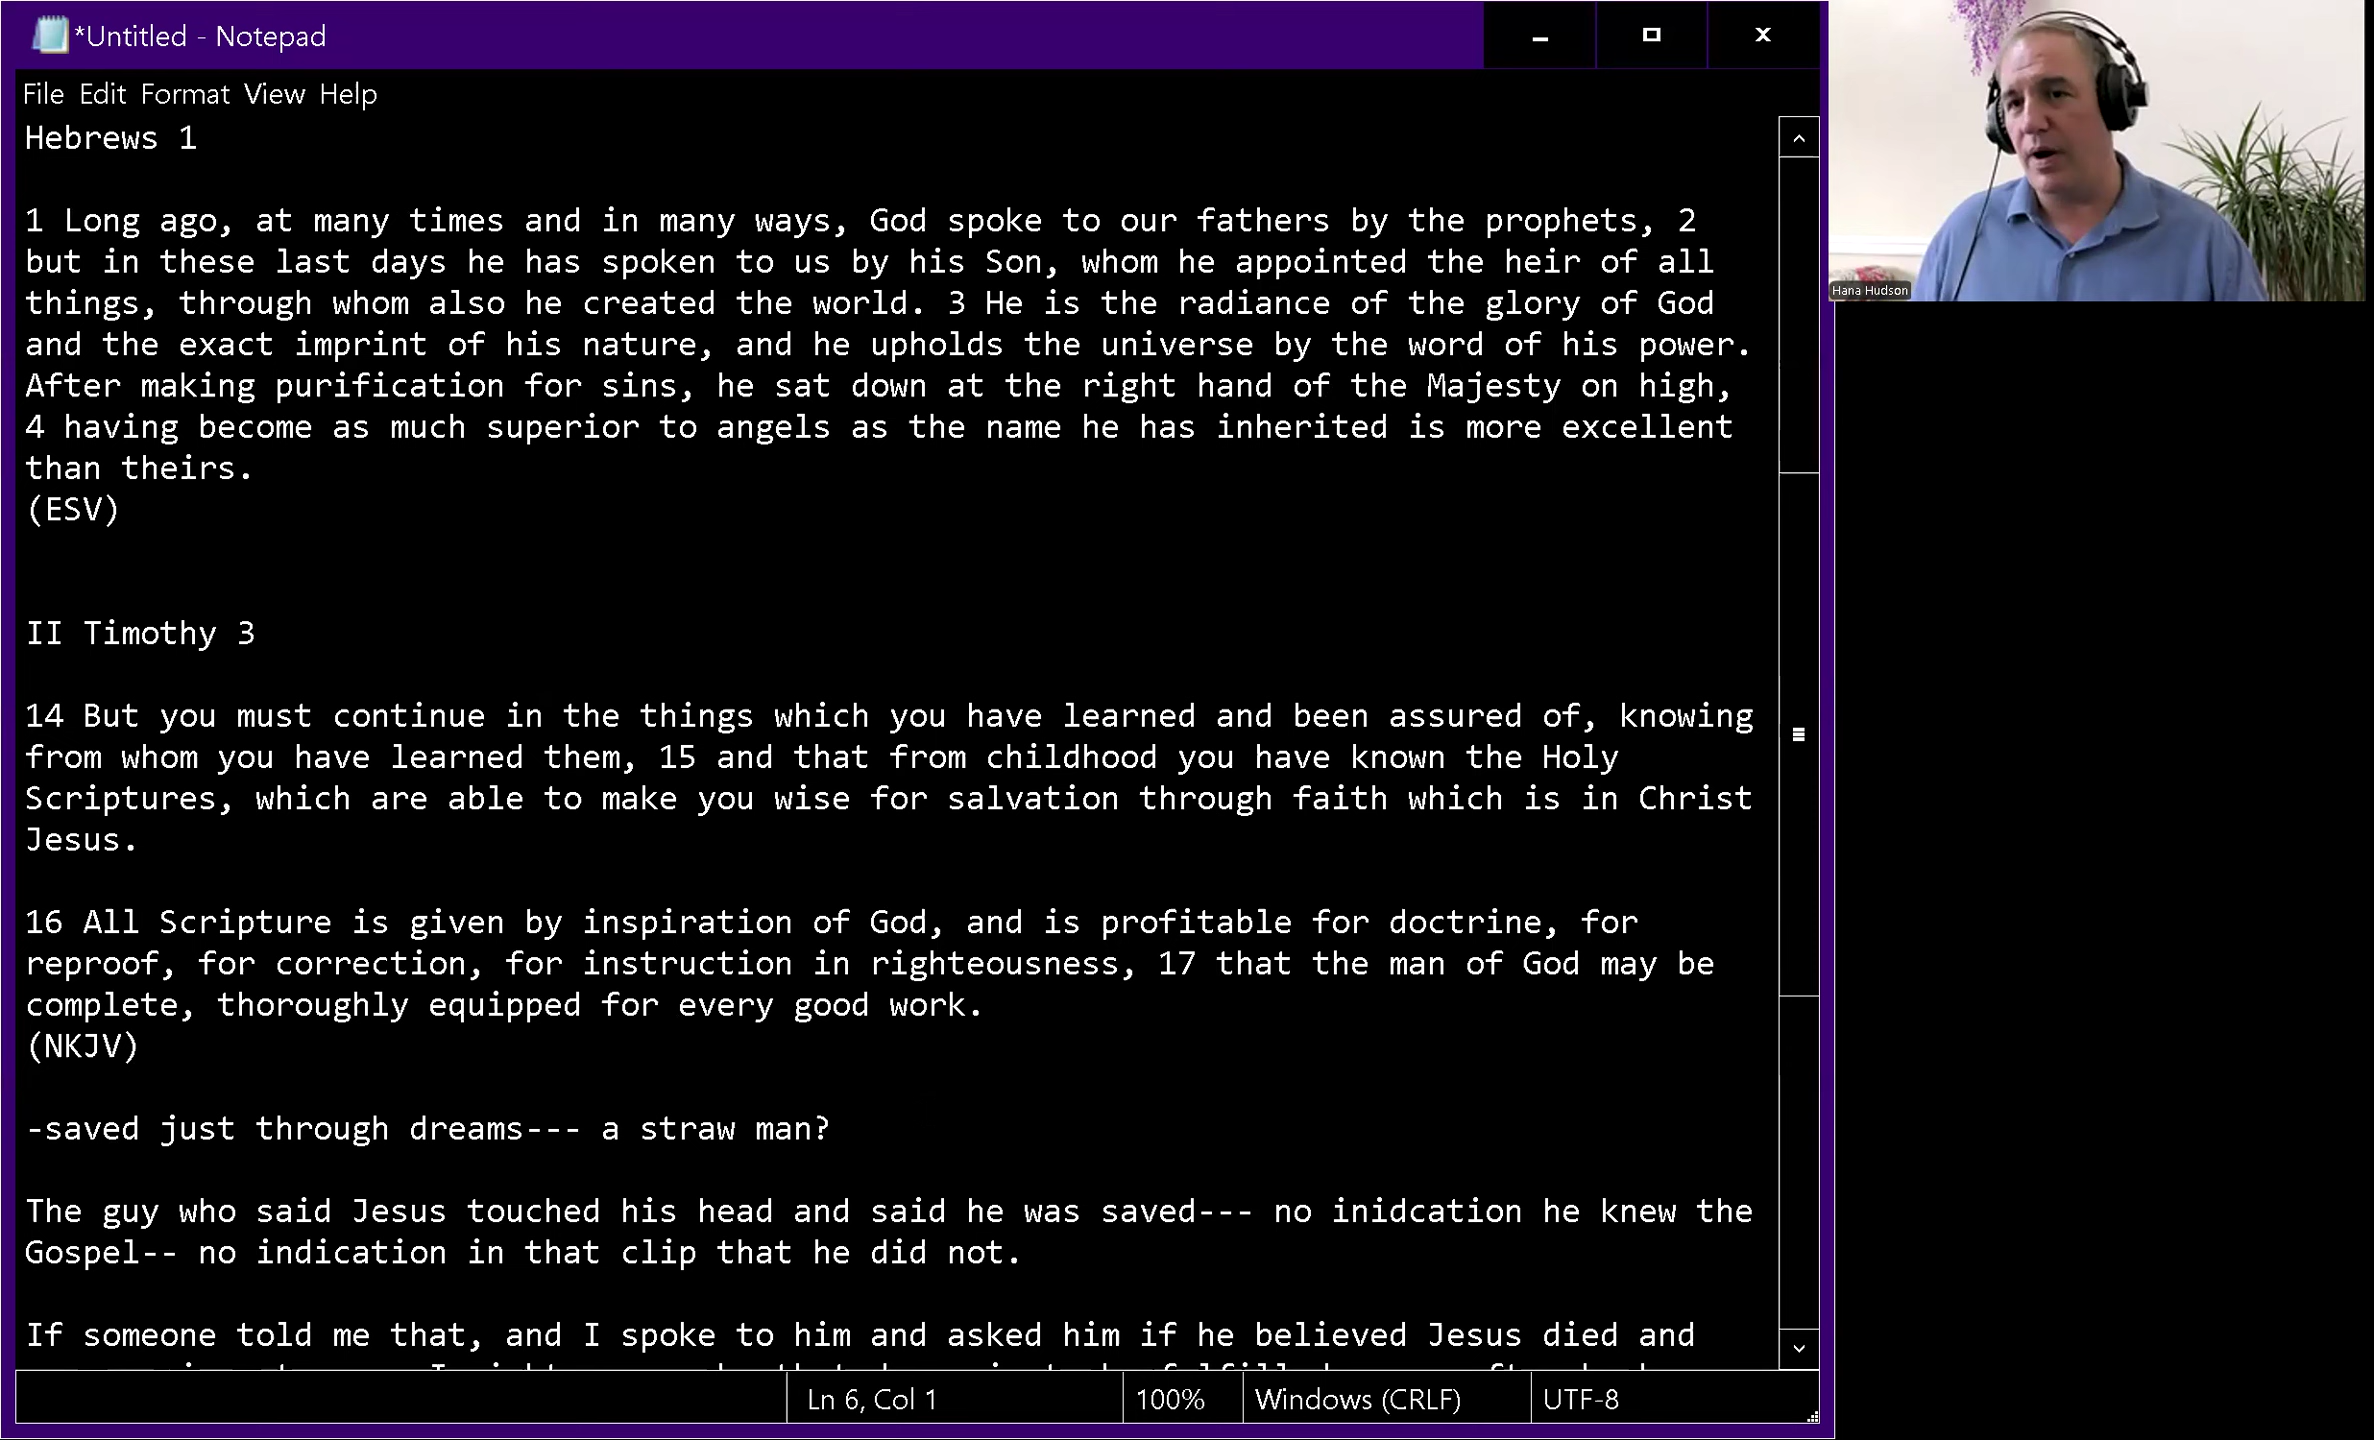 *Untitled - Notepad
File Edit Format View Help
Hebrews 1
1 Long ago, at many times and in many ways, God spoke to our fathers by the prophets, 2
but in these last days he has spoken to us by his Son, whom he appointed the heir of all
things, through whom also he created the world. 3 He is the radiance of the glory of God
and the exact imprint of his nature, and he upholds the universe by the word of his power.
After making purification for sins, he sat down at the right hand of the Majesty on high,
4 having become as much superior to angels as the name he has inherited is more excellent
than theirs.
(ESV)
II Timothy 3
14 But you must continue in the things which you have learned and been assured of, knowing
from whom you have learned them, 15 and that from childhood you have known the Holy
Scriptures, which are able to make you wise for salvation through faith which is in Christ
Jesus.
16 All Scripture is given by inspiration of God, and is profitable for doctrine, for
reproof, for correction, for instruction in righteousness, 17 that the man of God may be
complete, thoroughly equipped for every good work.
(NKJV)
-saved just through dreams--- a straw man?
The guy who said Jesus touched his head and said he was saved--- no inidcation he knew the
Gospel-- no indication in that clip that he did not.
If someone told me that, and I spoke to him and asked him if he believed Jesus died and
Ln 6, Col 1
100%
Windows (CRLF)
UTF-8
Hana Hudson